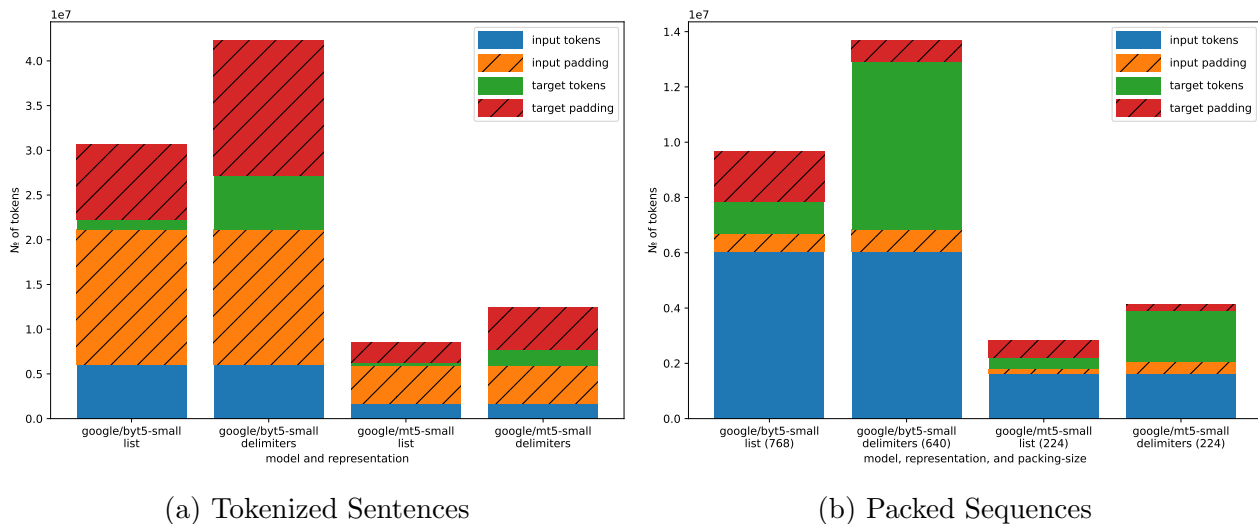 1e7
4.0
3.5
3.0
2.5
2.0
1.5
1.0
0.5
0.0
№ of tokens
input tokens
input padding
target tokens
target padding
google/byt5-small
list
google/byt5-small
delimiters
google/mt5-small
list
google/mt5-small
delimiters
model and representation
(a) Tokenized Sentences
1e7
1.4
1.2
1.0
0.8
0.6
0.4
0.2
0.0
№ of tokens
input tokens
input padding
target tokens
target padding
google/byt5-small
list (768)
google/byt5-small
delimiters (640)
google/mt5-small
list (224)
google/mt5-small
delimiters (224)
model, representation, and packing-size
(b) Packed Sequences